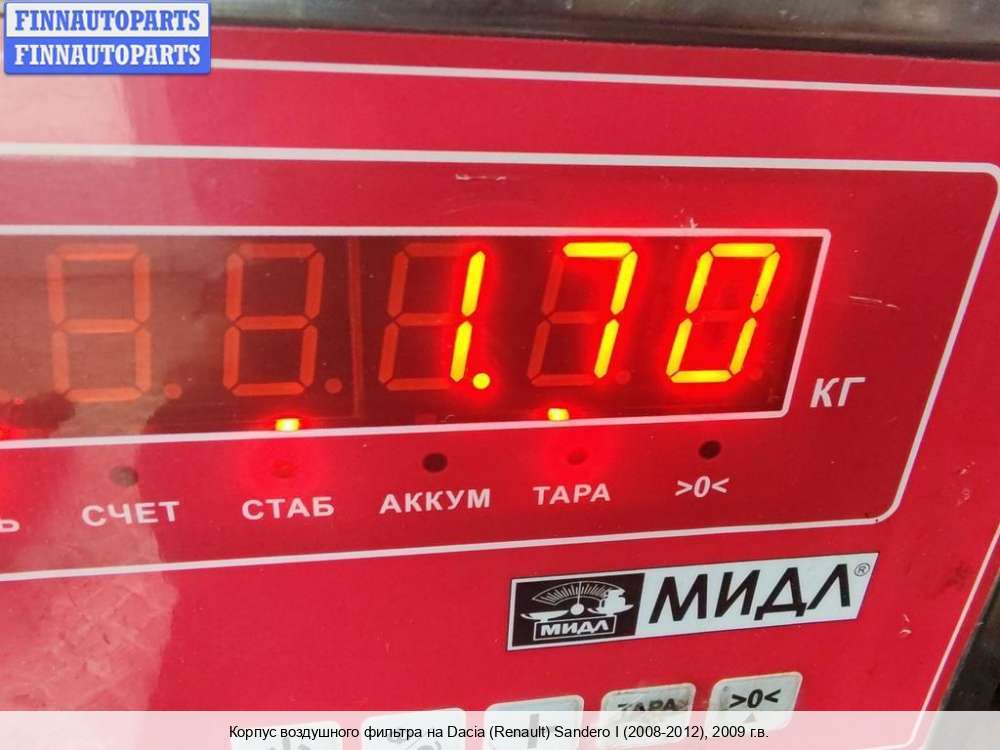 FINNAUTOPARTS
FINNAUTOPARTS
1.70
КГ
СЧЕТ СТАБ АККУМ ТАРА >0<
МИДЛ МИДЛ®
ТАРА >0<
Корпус воздушного фильтра на Dacia (Renault) Sandero I (2008-2012), 2009 г.в.